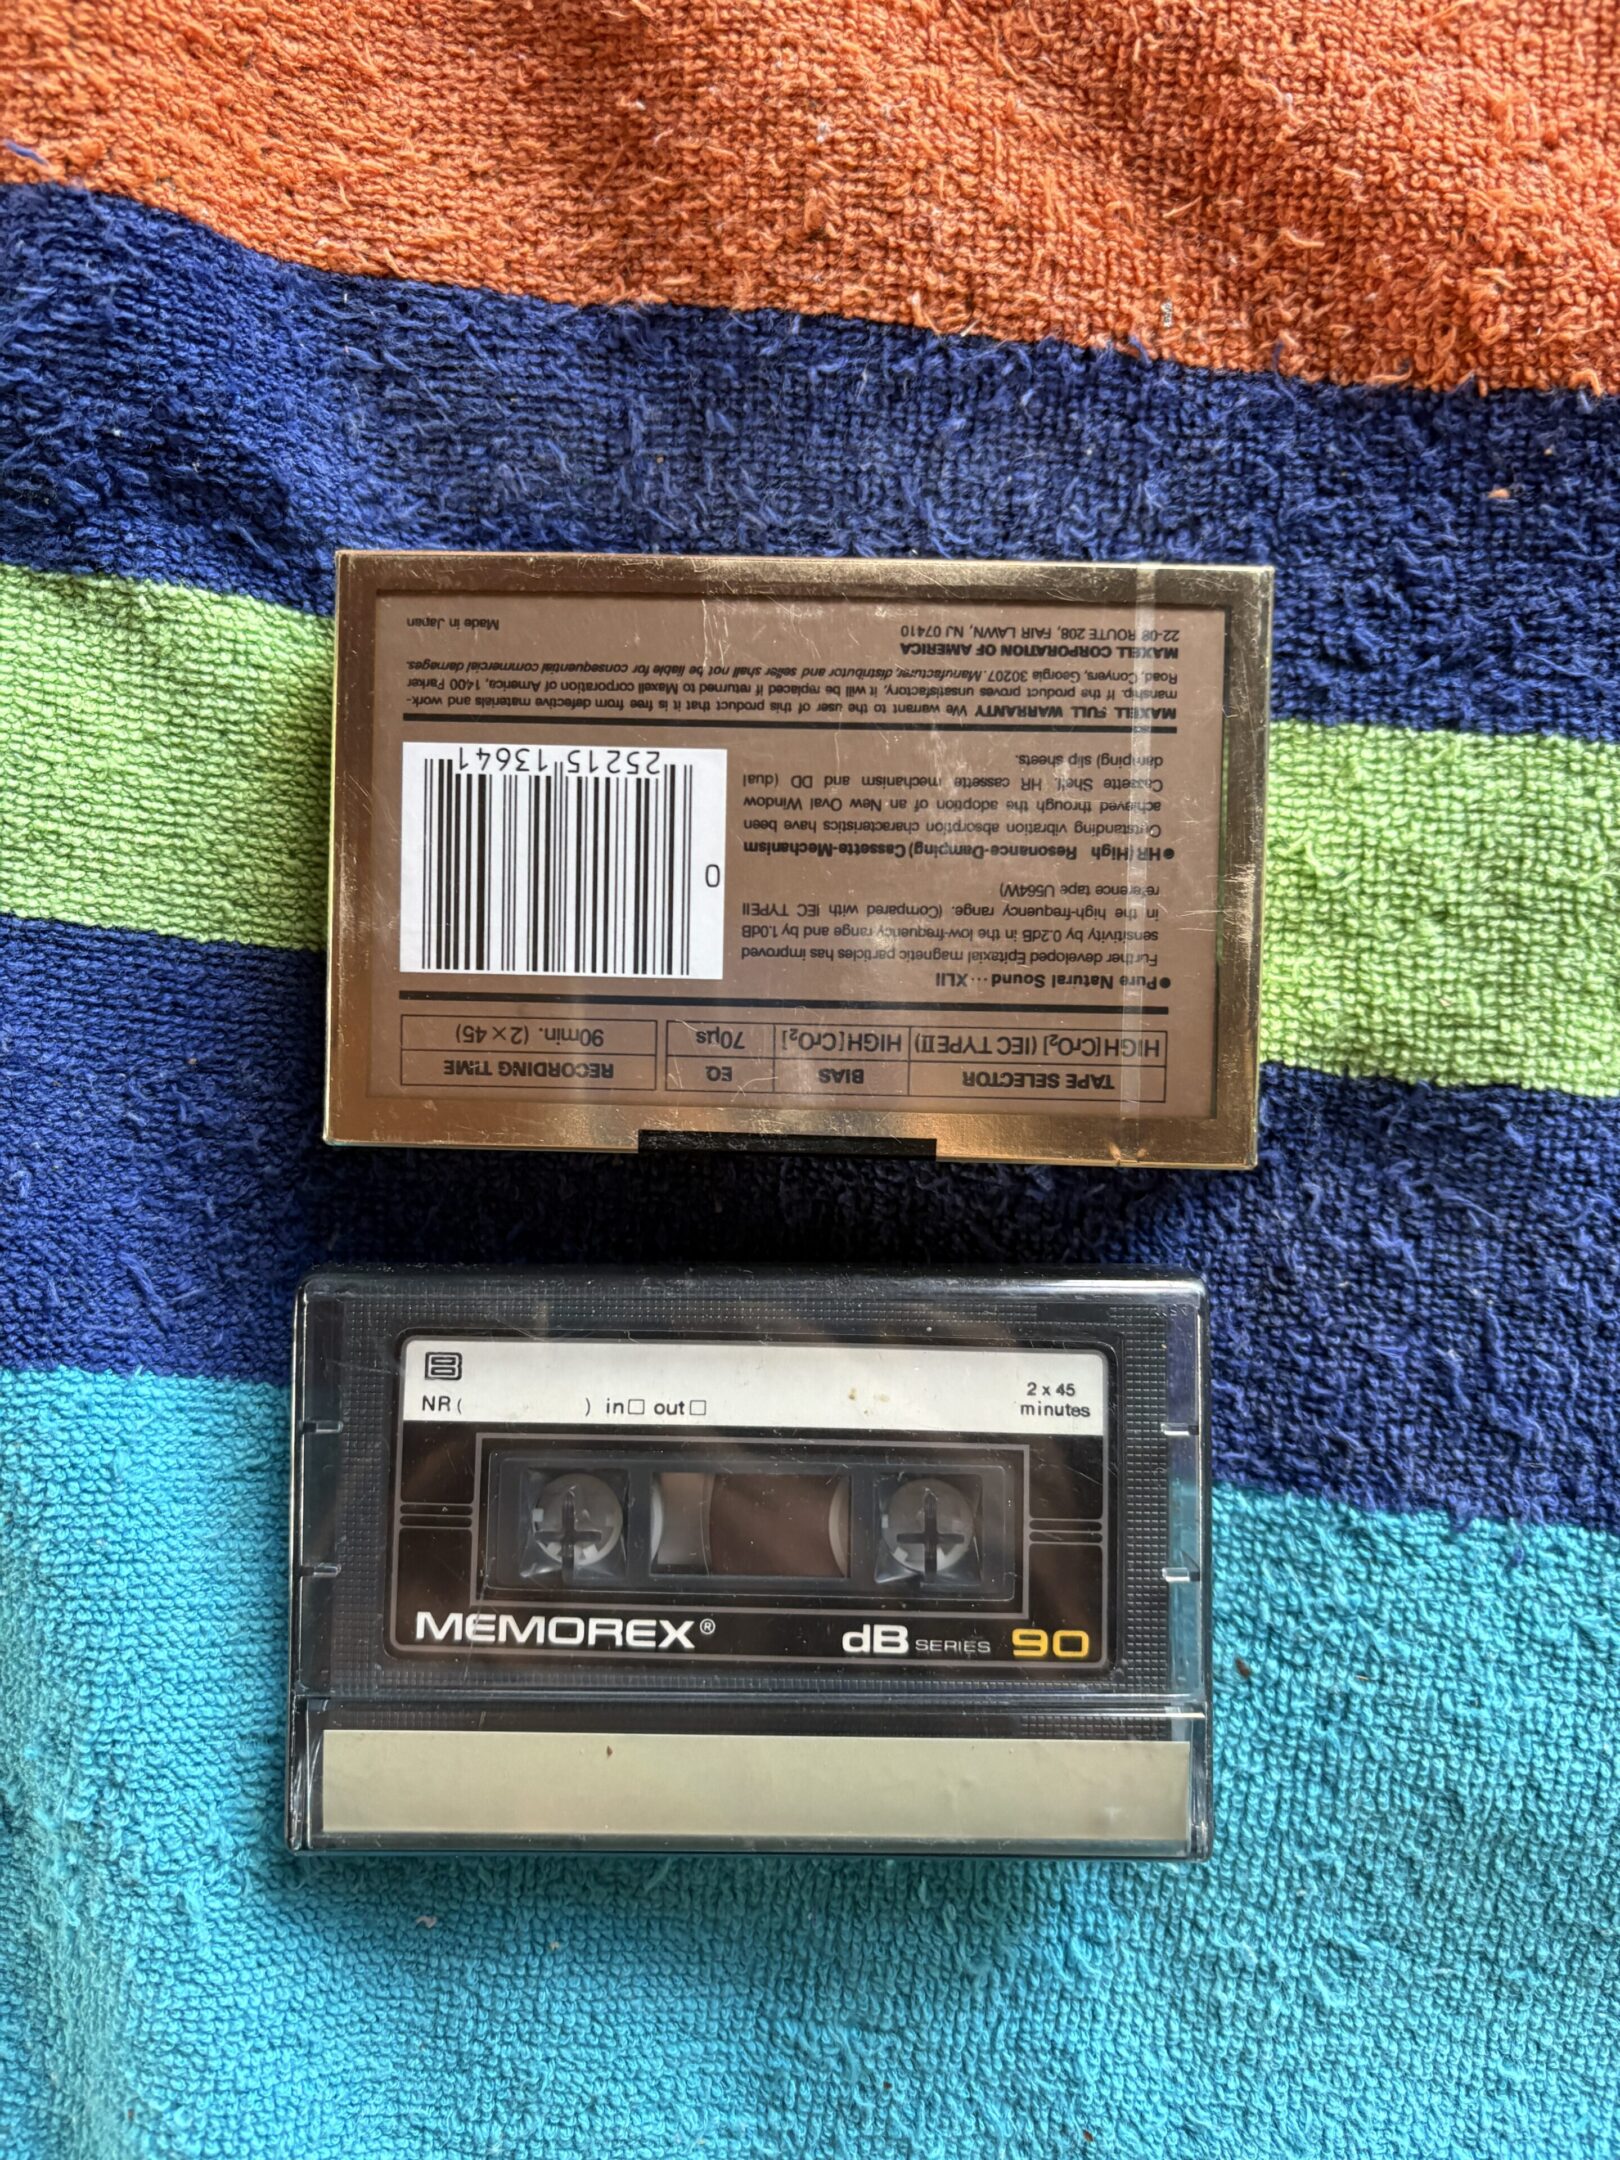 TAPE SELECTOR BIAS EQ RECORDING TIME
HIGH[CrO₂] (IEC TYPEⅡ) HIGH[CrO₂] 70μs 90min. (2×45)
●Pure Natural Sound···XLII
Further developed Epitaxial magnetic particles has improved
sensitivity by 0.2dB in the low-frequency range and by 1.0dB
in the high-frequency range. (Compared with IEC TYPEII
reference tape U564W)
●HR(High Resonance-Damping)Cassette-Mechanism
Outstanding vibration absorption characteristics have been
achieved through the adoption of an New Oval Window
Cassette Shell, HR cassette mechanism and DD (dual
damping) slip sheets.
0 25215 13641
MAXELL FULL WARRANTY We warrant to the user of this product that it is free from defective materials and work-
manship. If this product proves unsatisfactory, it will be replaced if returned to Maxell corporation of America, 1400 Parker
Road, Conyers, Georgia 30207. Manufacturer, distributor and seller shall not be liable for consequential commercial damages.
MAXELL CORPORATION OF AMERICA
22-08 ROUTE 208, FAIR LAWN, NJ 07410 Made in Japan
B
NR( ) in□ out□
2 x 45
minutes
MEMOREX® dB SERIES 90